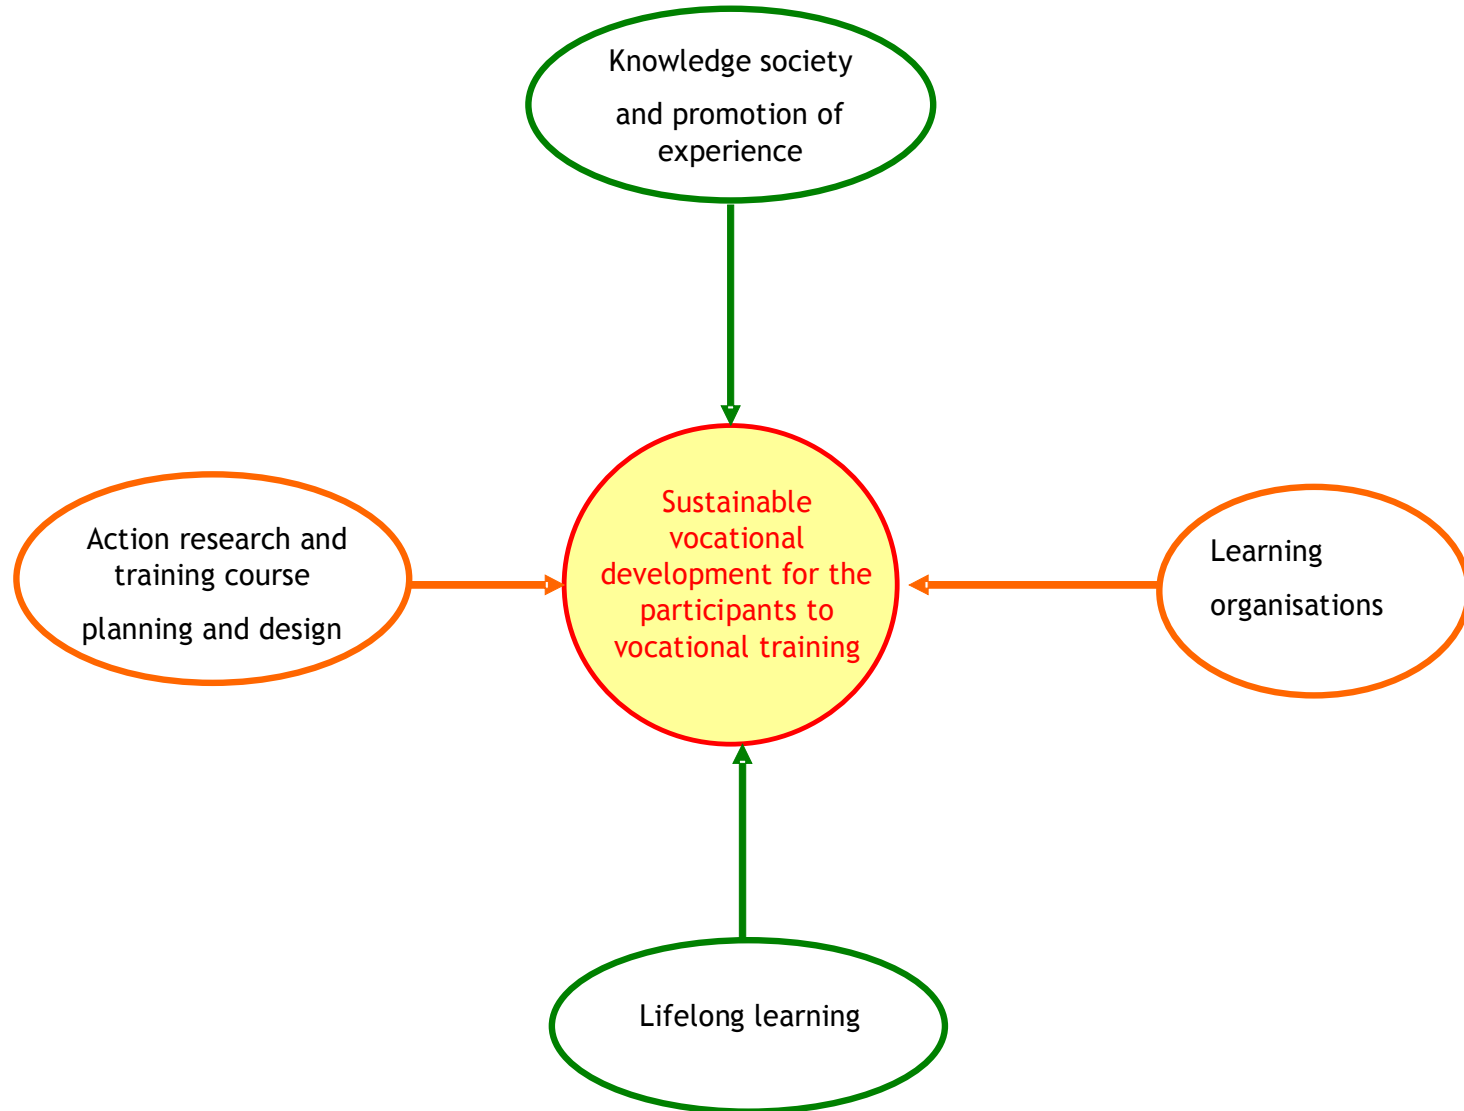 Knowledge society
and promotion of
experience
Action research and
training course
planning and design
Sustainable
vocational
development for the
participants to
vocational training
Learning
organisations
Lifelong learning